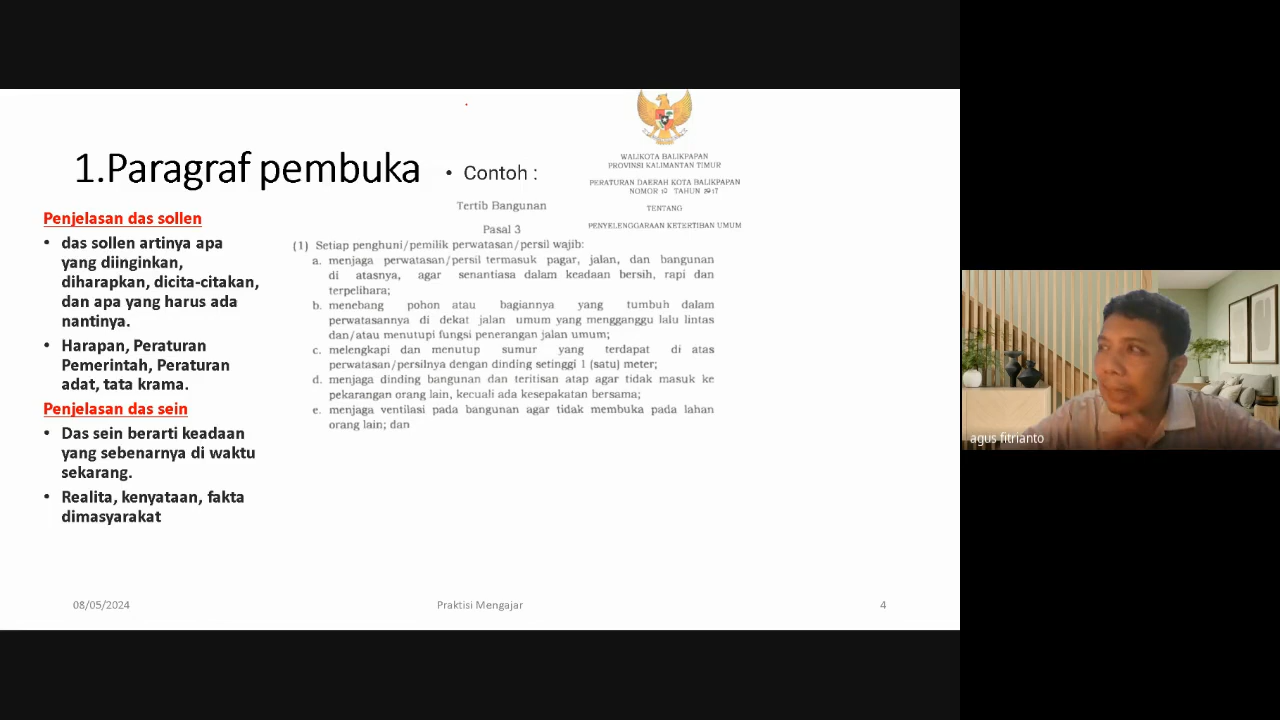 1.Paragraf pembuka
Penjelasan das sollen
• das sollen artinya apa
yang diinginkan,
diharapkan, dicita-citakan,
dan apa yang harus ada
nantinya.
• Harapan, Peraturan
Pemerintah, Peraturan
adat, tata krama.
Penjelasan das sein
• Das sein berarti keadaan
yang sebenarnya di waktu
sekarang.
• Realita, kenyataan, fakta
dimasyarakat
• Contoh :
WALIKOTA BALIKPAPAN
PROVINSI KALIMANTAN TIMUR
PERATURAN DAERAH KOTA BALIKPAPAN
NOMOR 10 TAHUN 2017
TENTANG
PENYELENGGARAAN KETERTIBAN UMUM
Tertib Bangunan
Pasal 3
(1) Setiap penghuni/pemilik perwatasan/persil wajib:
a. menjaga perwatasan/persil termasuk pagar, jalan, dan bangunan
di atasnya, agar senantiasa dalam keadaan bersih, rapi dan
terpelihara;
b. menebang pohon atau bagiannya yang tumbuh dalam
perwatasannya di dekat jalan umum yang mengganggu lalu lintas
dan/atau menutupi fungsi penerangan jalan umum;
c. melengkapi dan menutup sumur yang terdapat di atas
perwatasan/persilnya dengan dinding setinggi 1 (satu) meter;
d. menjaga dinding bangunan dan teritisan atap agar tidak masuk ke
pekarangan orang lain, kecuali ada kesepakatan bersama;
e. menjaga ventilasi pada bangunan agar tidak membuka pada lahan
orang lain; dan
08/05/2024
Praktisi Mengajar
4
agus fitrianto